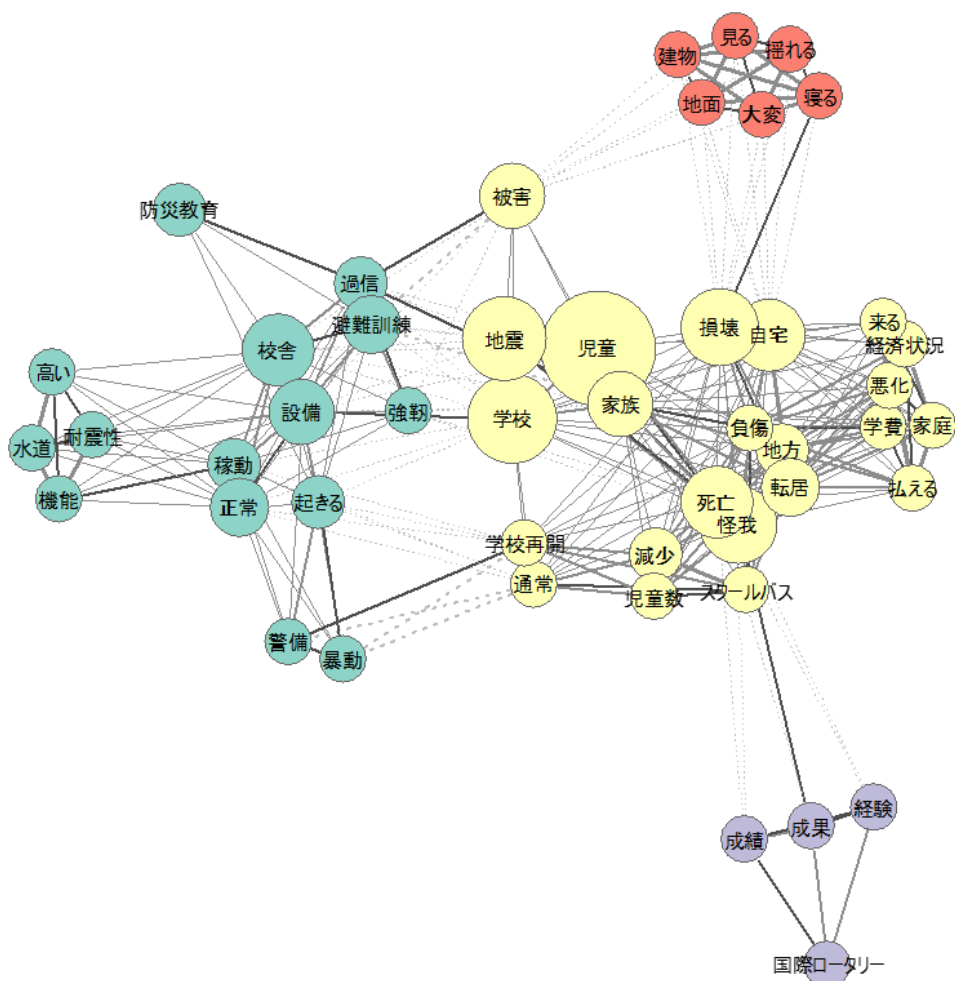 見る
建物
揺れる
地面
大変
寝る
被害
防災教育
過信
避難訓練
校舎
地震
児童
損壊
自宅
来る
経済状況
高い
設備
強靭
学校
家族
悪化
水道
耐震性
負傷
地方
学費
家庭
稼動
機能
正常
起きる
死亡
怪我
転居
払える
学校再開
通常
減少
児童数
スクールバス
警備
暴動
成績
成果
経験
国際ロータリー